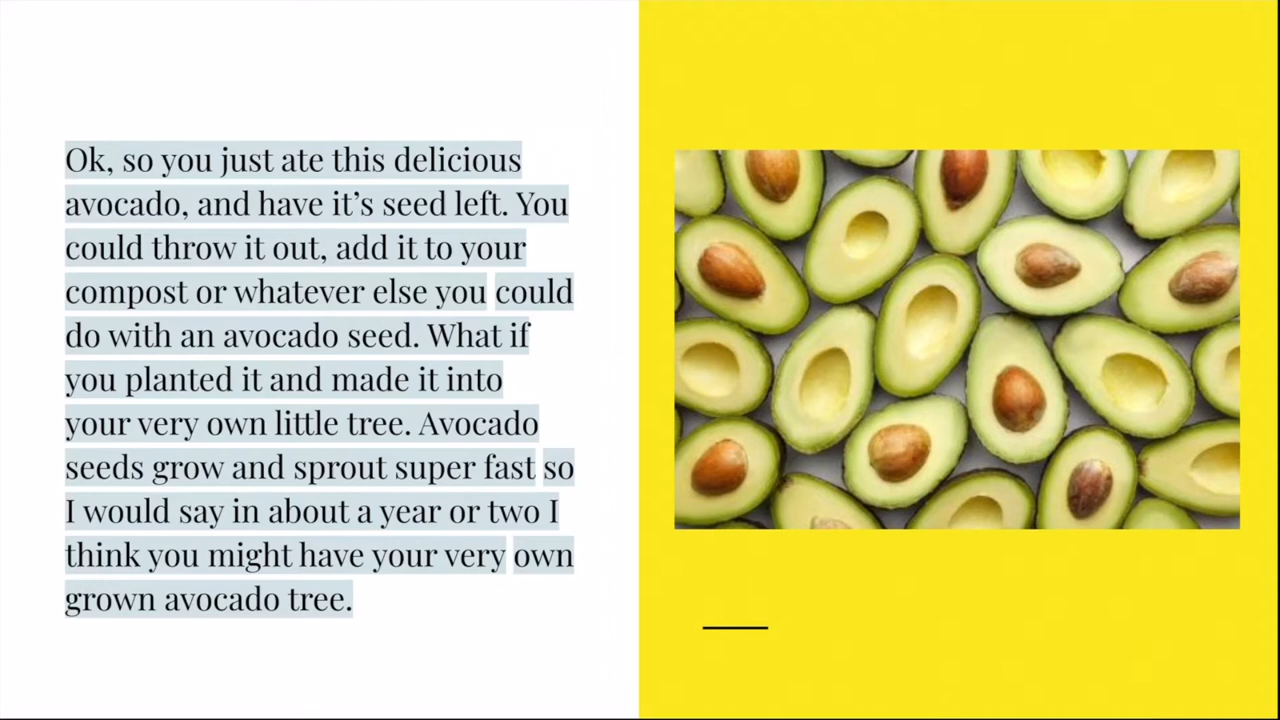 Ok, so you just ate this delicious
avocado, and have it’s seed left. You
could throw it out, add it to your
compost or whatever else you could
do with an avocado seed. What if
you planted it and made it into
your very own little tree. Avocado
seeds grow and sprout super fast so
I would say in about a year or two I
think you might have your very own
grown avocado tree.